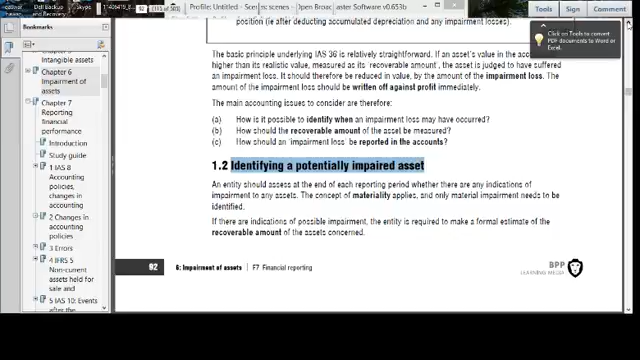 Profile: Untitled - Scen
rc scenes
aster Software v0.653b
Tools
Sign
Comment
position (ie after deducting accumulated depreciation and any impairment losses).
Click on Tools to convert
PDF documents to Word or
Excel.
Bookmarks
Intangible assets
Chapter 6
Impairment of
assets
Chapter 7
Reporting
financial
performance
Introduction
Study guide
1 IAS 8
Accounting
policies,
changes in
accounting
policies
2 Changes in
accounting
policies
3 Errors
4 IFRS 5
Non-current
assets held for
sale and
5 IAS 10: Events
after the
The basic principle underlying IAS 36 is relatively straightforward. If an asset's value in the accou
higher than its realistic value, measured as its 'recoverable amount', the asset is judged to have suffered
an impairment loss. It should therefore be reduced in value, by the amount of the impairment loss. The
amount of the impairment loss should be written off against profit immediately.
The main accounting issues to consider are therefore:
(a) How is it possible to identify when an impairment loss may have occurred?
(b) How should the recoverable amount of the asset be measured?
(c) How should an 'impairment loss' be reported in the accounts?
1.2 Identifying a potentially impaired asset
An entity should assess at the end of each reporting period whether there are any indications of
impairment to any assets. The concept of materiality applies, and only material impairment needs to be
identified.
If there are indications of possible impairment, the entity is required to make a formal estimate of the
recoverable amount of the assets concerned.
92 6: Impairment of assets | F7 Financial reporting
BPP
LEARNING MEDIA